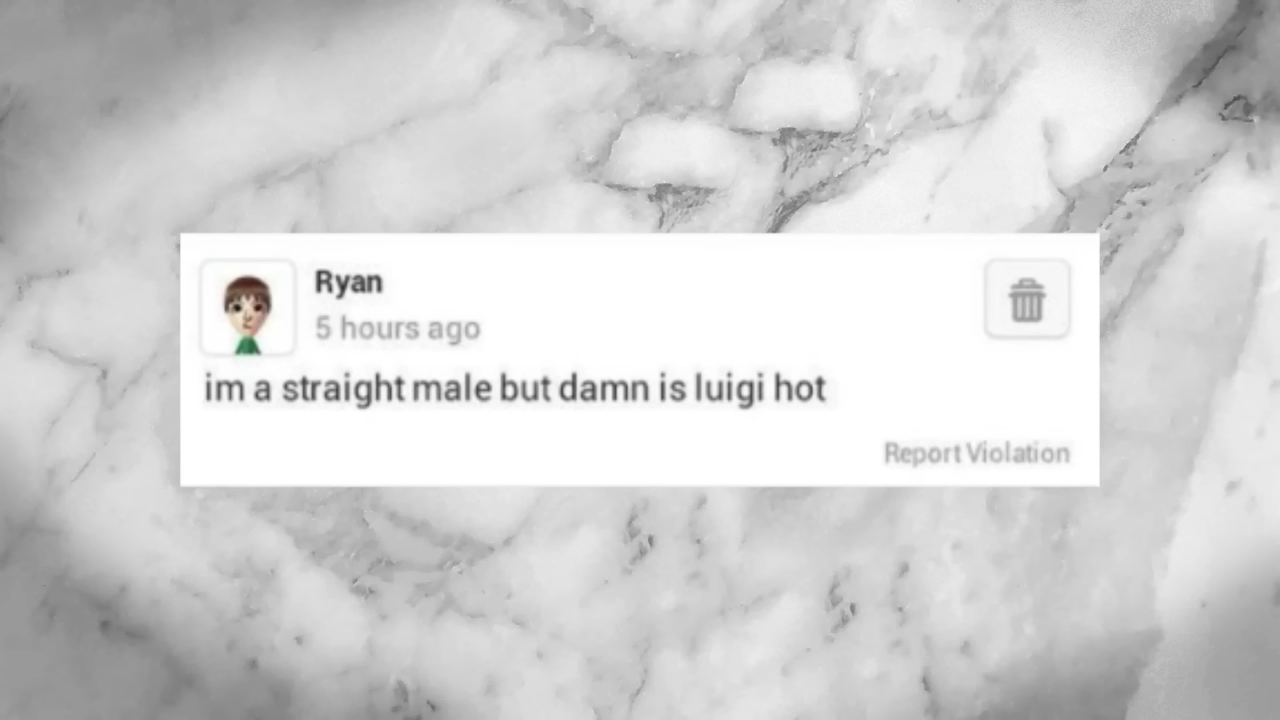 Ryan
5 hours ago
im a straight male but damn is luigi hot
Report Violation